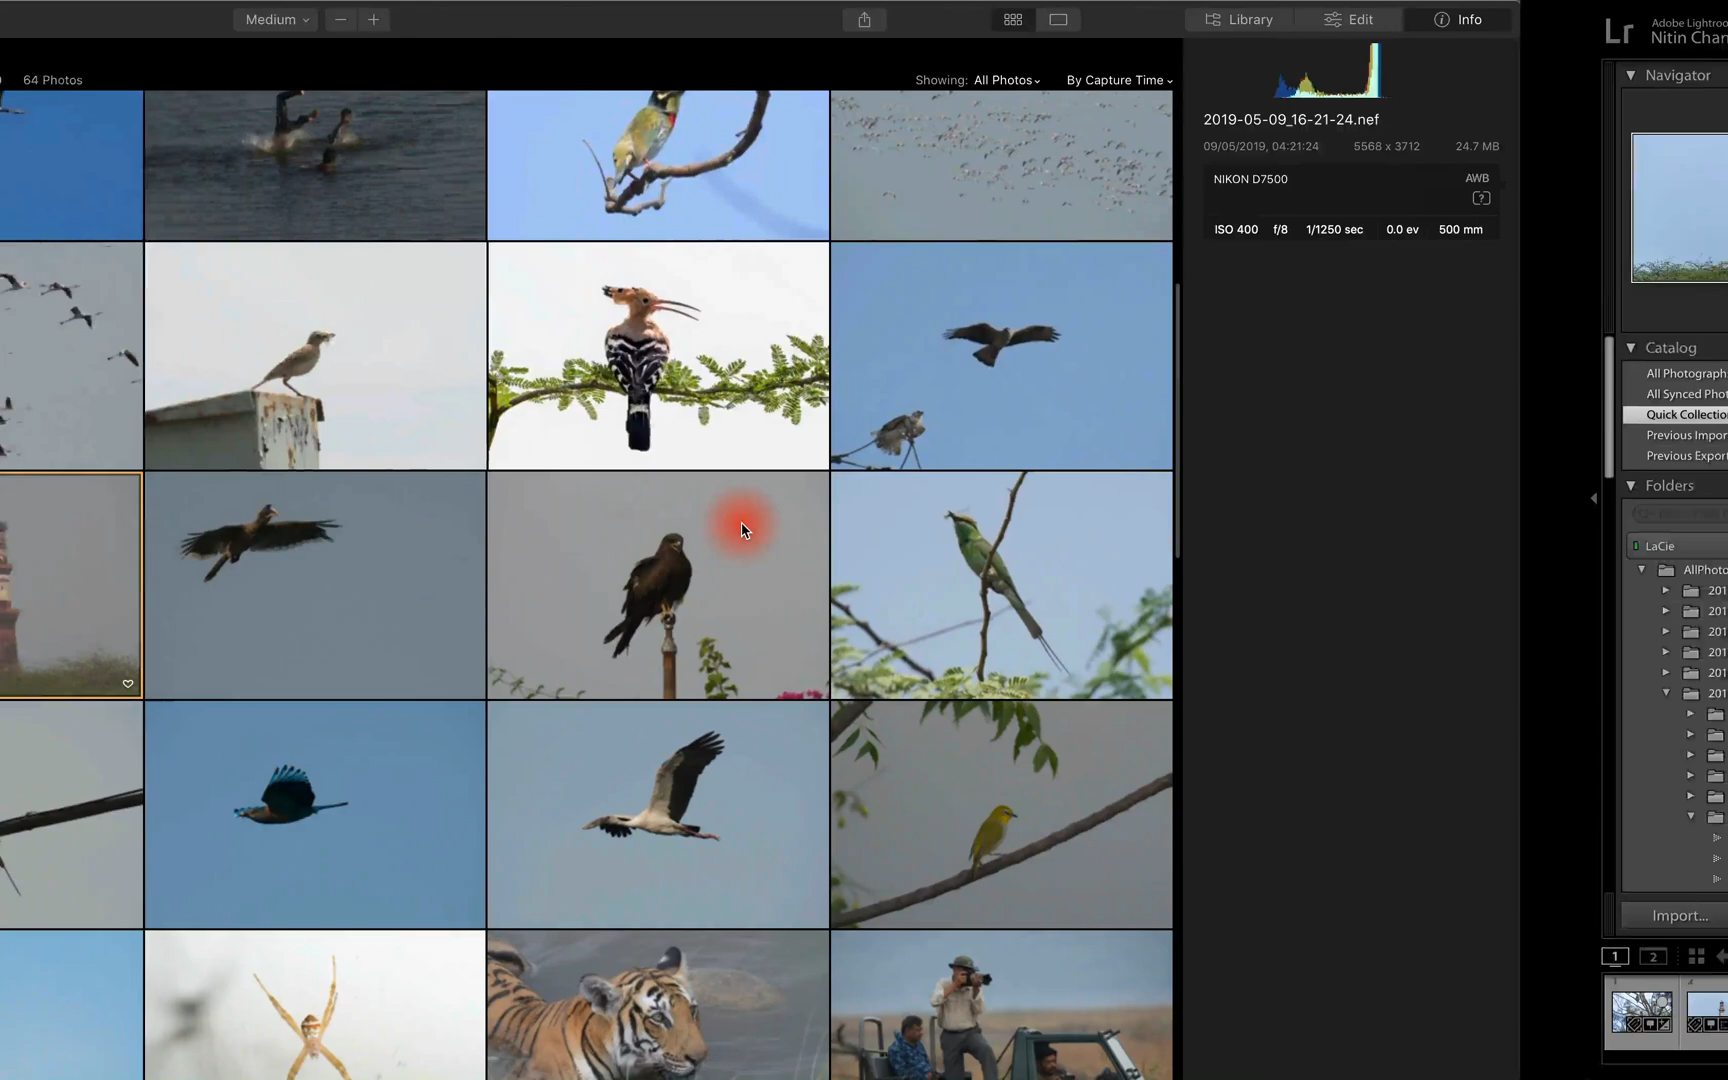 Medium
Library
Edit
Info
64 Photos
Showing: All Photos
By Capture Time
2019-05-09_16-21-24.nef
09/05/2019, 04:21:24
5568 x 3712
24.7 MB
NIKON D7500
AWB
[?]
ISO 400
f/8
1/1250 sec
0.0 ev
500 mm
Lr
Adobe Lightroo
Nitin Chan
Navigator
Catalog
All Photograph
All Synced Phot
Quick Collectio
Previous Impor
Previous Export
Folders
LaCie
AllPhoto
201
201
201
201
201
201
Import...
1
2